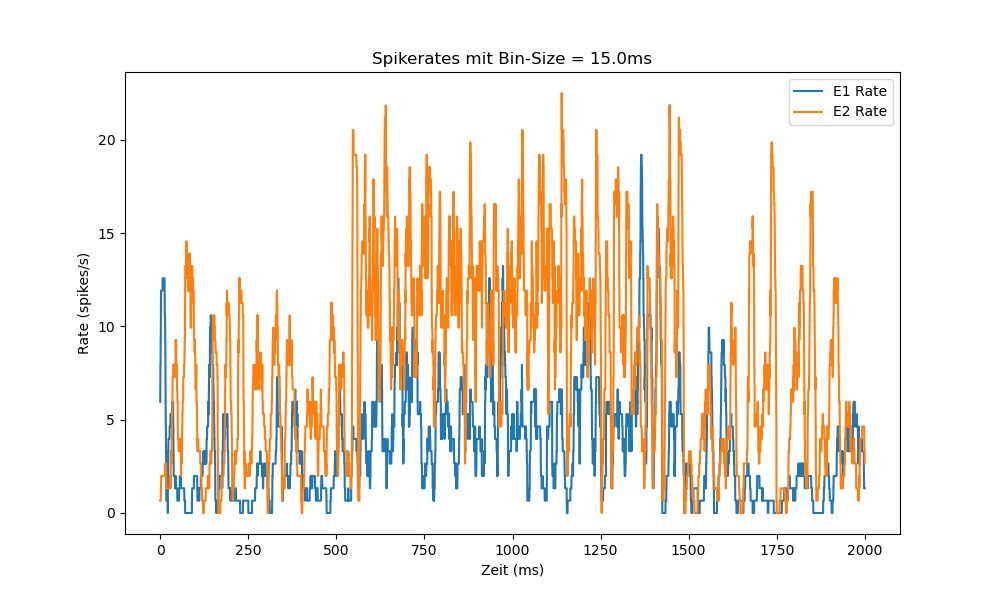 Spikerates mit Bin-Size = 15.0ms
E1 Rate
E2 Rate
Rate (spikes/s)
20
15
10
5
0
0 250 500 750 1000 1250 1500 1750 2000
Zeit (ms)